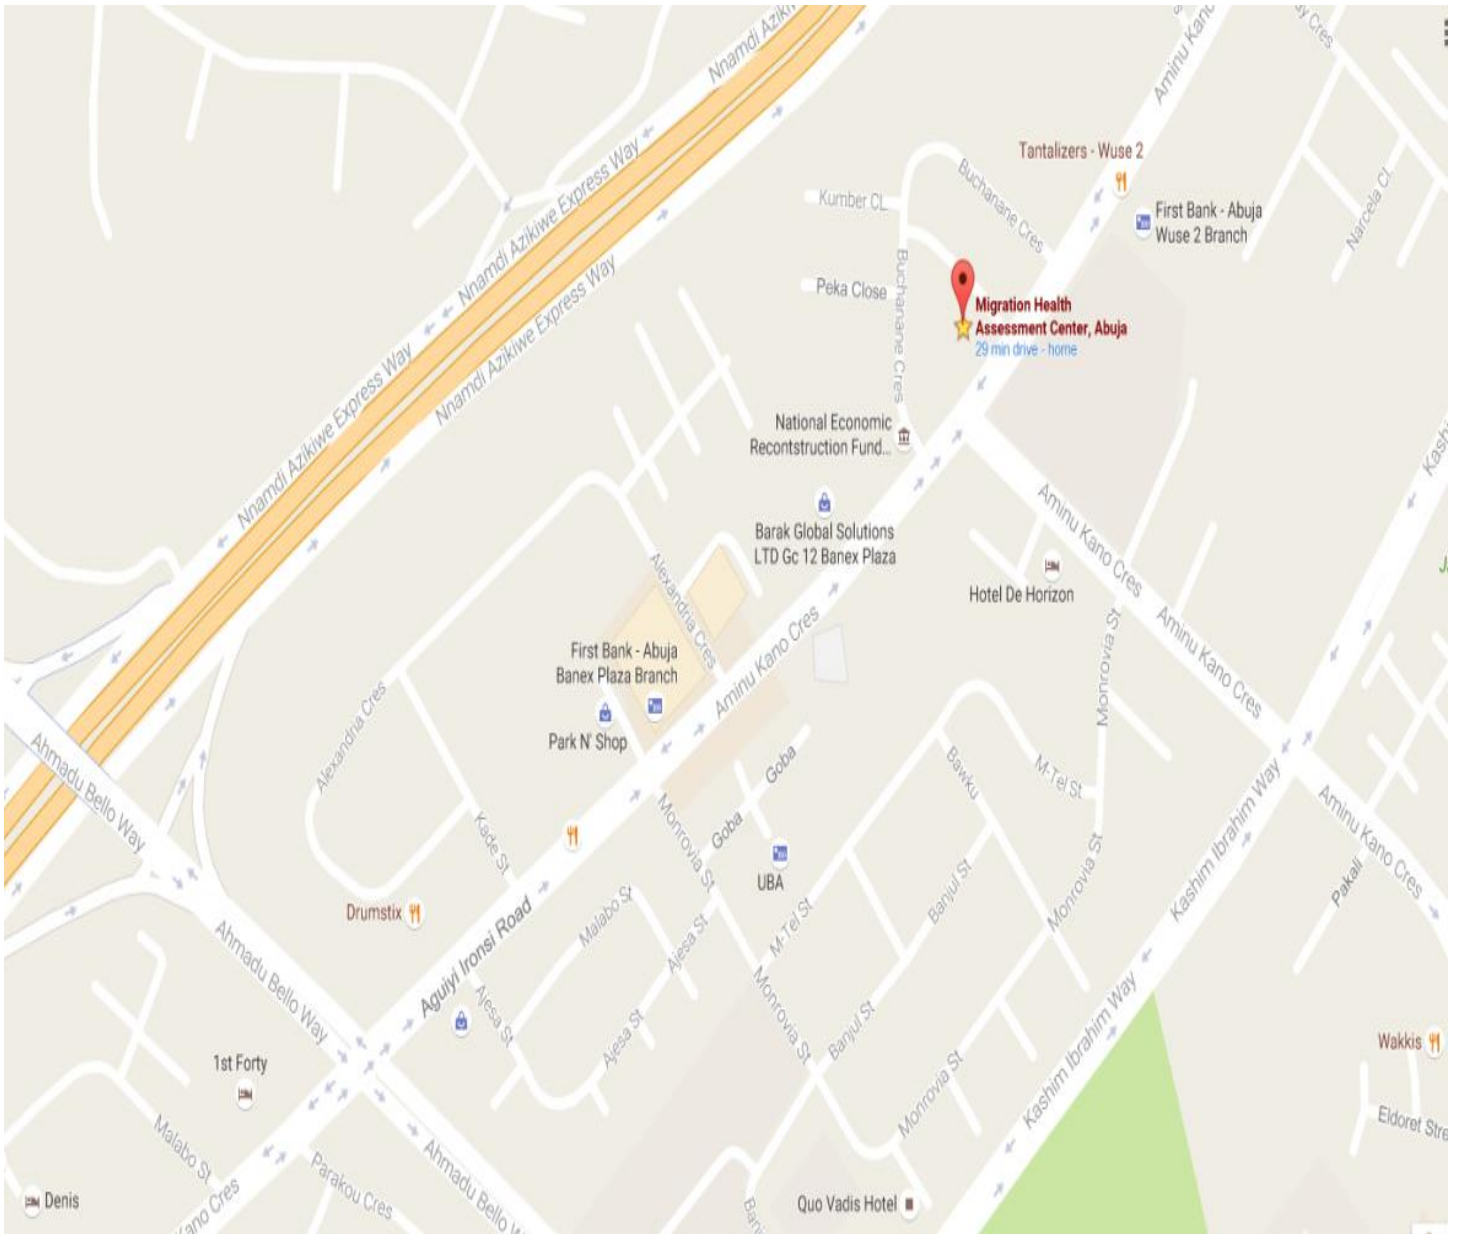 Nnamdi Azikiwe
Aminu Kano
Cres
Tantalizers - Wuse 2
Nnamdi Azikiwe Express Way
Buchanane Cres
Kumber CL
First Bank - Abuja
Wuse 2 Branch
Narcela Cl.
Nnamdi Azikiwe Express Way
Peka Close
Buchanane Cres
Migration Health
Assessment Center, Abuja
29 min drive - home
Nnamdi Azikiwe Express Way
National Economic
Recontstruction Fund...
Kash
Aminu Kano Cres
Barak Global Solutions
LTD Gc 12 Banex Plaza
Hotel De Horizon
Alexandria Cres
Aminu Kano Cres
Aminu Kano Cres
Monrovia St
First Bank - Abuja
Banex Plaza Branch
Park N' Shop
Alexandria Cres
Ahmadu Bello Way
Goba
Bawku
M-Tel St
Kashim Ibrahim Way
Aminu Kano Cres
Kade St
Monrovia St
Goba
UBA
Drumstix
Malabo St
Banjul St
Monrovia St
Pakali
Aguiyi Ironsi Road
Ajesa St
M-Tel St
Ahmadu Bello Way
Ajesa St
Monrovia St
Banjul St
Kashim Ibrahim Way
Ajesa St
1st Forty
Monrovia St
Wakkis
Eldoret Stre
Malabo St
Parakou Cres
Ahmadu Bello W
Denis
Kano Cres
Quo Vadis Hotel
Banj